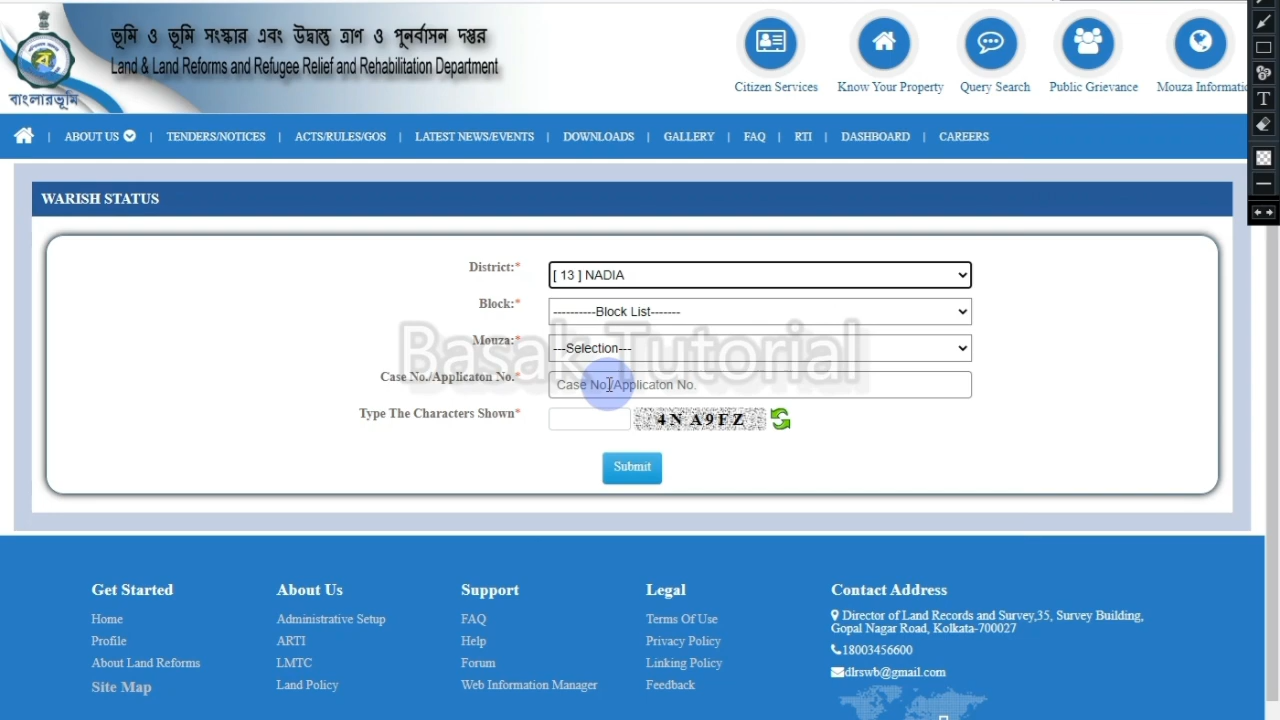 ভূমি ও ভূমি সংস্কার এবং উদ্বাস্তু ত্রাণ ও পুনর্বাসন দপ্তর
Land & Land Reforms and Refugee Relief and Rehabilitation Department
বাংলারভূমি
Citizen Services
Know Your Property
Query Search
Public Grievance
Mouza Informatio
ABOUT US | TENDERS/NOTICES | ACTS/RULES/GOS | LATEST NEWS/EVENTS | DOWNLOADS | GALLERY | FAQ | RTI | DASHBOARD | CAREERS
WARISH STATUS
District:* [ 13 ] NADIA
Block:* ----------Block List-------
Mouza:* ---Selection---
Basak Tutorial
Case No./Applicaton No.* Case No./Applicaton No.
Type The Characters Shown* 4NA9FZ
Submit
Get Started
Home
Profile
About Land Reforms
Site Map
About Us
Administrative Setup
ARTI
LMTC
Land Policy
Support
FAQ
Help
Forum
Web Information Manager
Legal
Terms Of Use
Privacy Policy
Linking Policy
Feedback
Contact Address
Director of Land Records and Survey,35, Survey Building,
Gopal Nagar Road, Kolkata-700027
18003456600
dlrswb@gmail.com